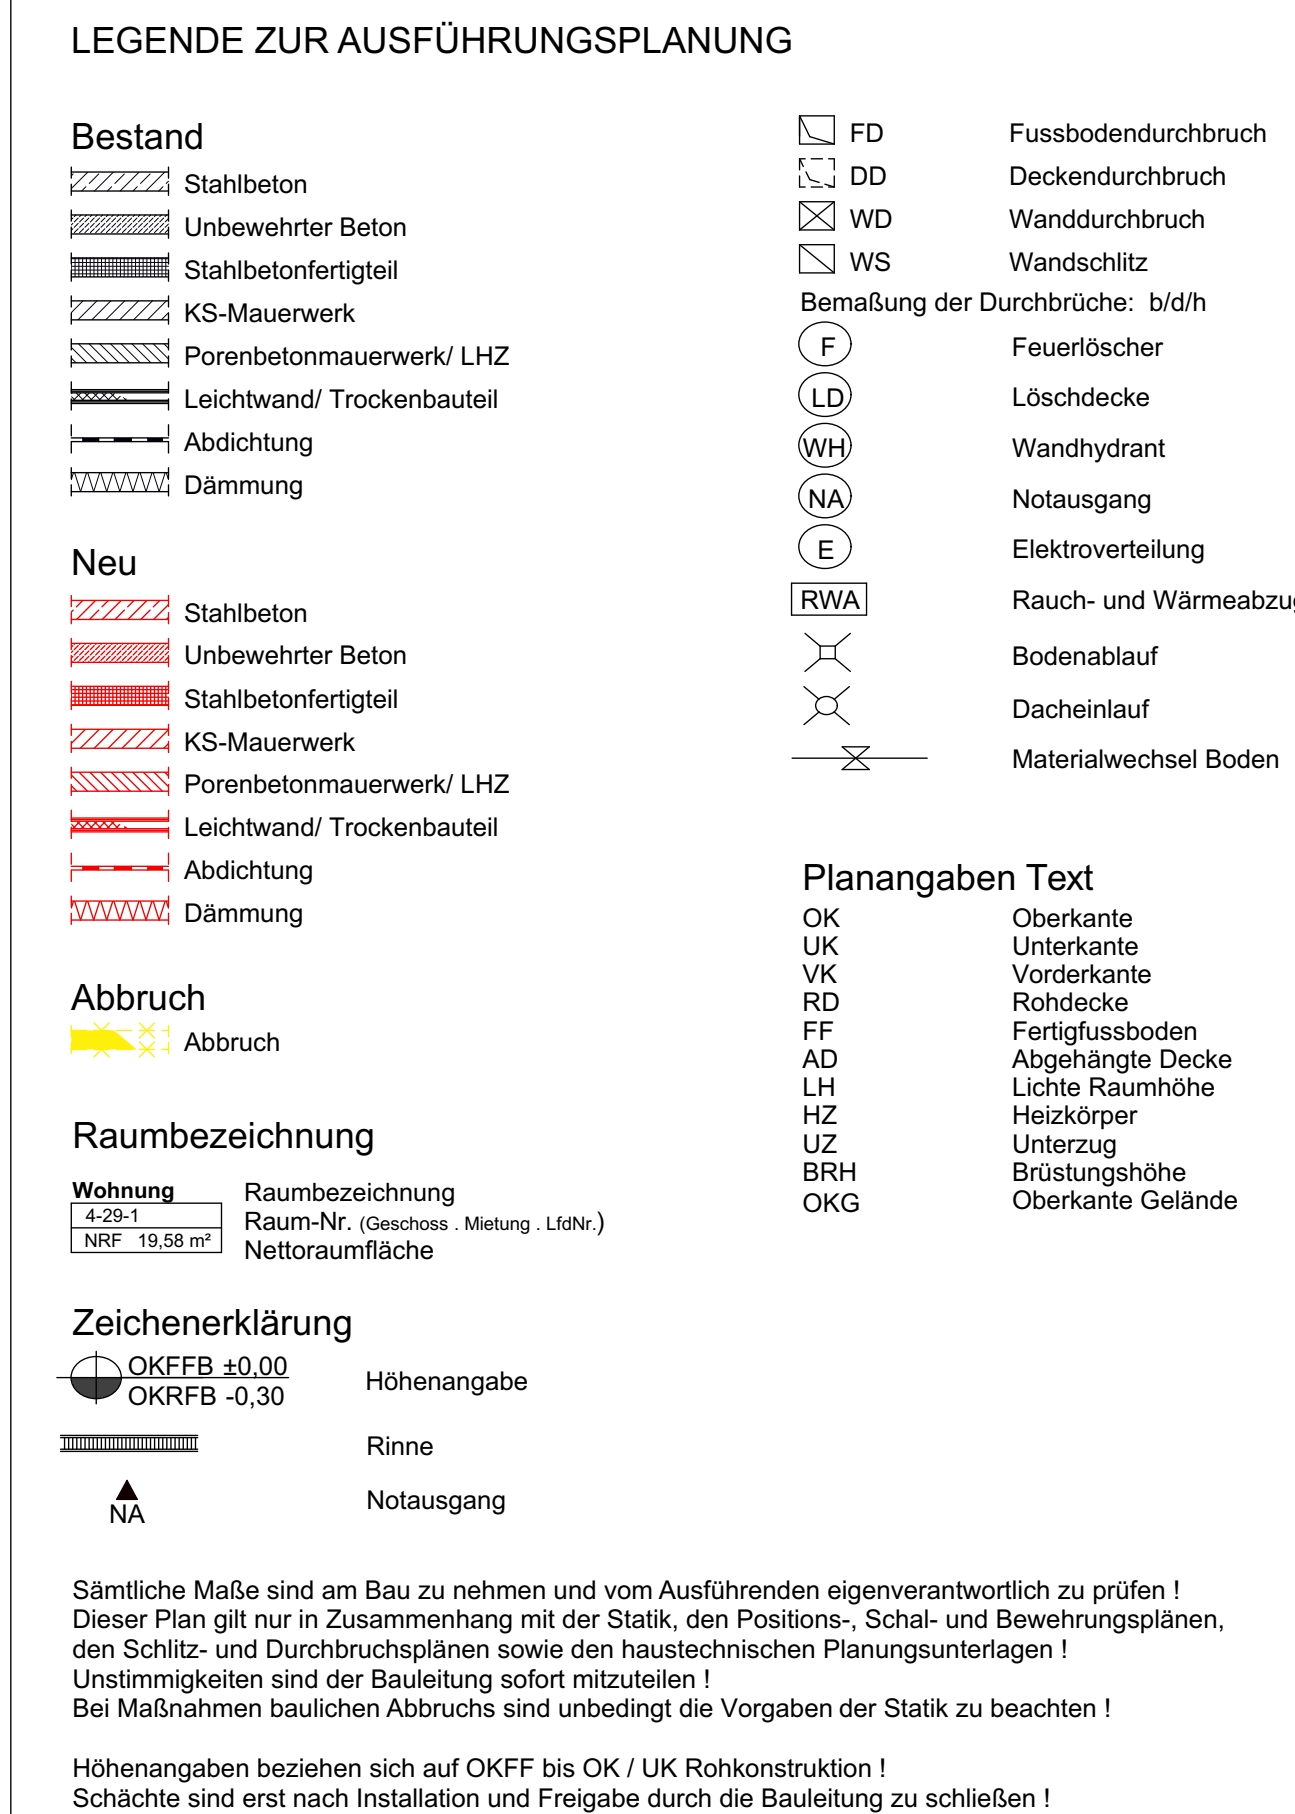 LEGENDE ZUR AUSFÜHRUNGSPLANUNG
Bestand
Stahlbeton
Unbewehrter Beton
Stahlbetonfertigteil
KS-Mauerwerk
Porenbetonmauerwerk/ LHZ
Leichtwand/ Trockenbauteil
Abdichtung
Dämmung
Neu
Stahlbeton
Unbewehrter Beton
Stahlbetonfertigteil
KS-Mauerwerk
Porenbetonmauerwerk/ LHZ
Leichtwand/ Trockenbauteil
Abdichtung
Dämmung
Abbruch
Abbruch
Raumbezeichnung
Wohnung Raumbezeichnung
4-29-1 Raum-Nr. (Geschoss . Mietung . LfdNr.)
NRF 19,58 m² Nettoraumfläche
Zeichenerklärung
OKFFB ±0,00
OKRFB -0,30
Höhenangabe
Rinne
NA Notausgang
FD Fussbodendurchbruch
DD Deckendurchbruch
WD Wanddurchbruch
WS Wandschlitz
Bemaßung der Durchbrüche: b/d/h
F Feuerlöscher
LD Löschdecke
WH Wandhydrant
NA Notausgang
E Elektroverteilung
RWA Rauch- und Wärmeabzug
Bodenablauf
Dacheinlauf
Materialwechsel Boden
Planangaben Text
OK Oberkante
UK Unterkante
VK Vorderkante
RD Rohdecke
FF Fertigfussboden
AD Abgehängte Decke
LH Lichte Raumhöhe
HZ Heizkörper
UZ Unterzug
BRH Brüstungshöhe
OKG Oberkante Gelände
Sämtliche Maße sind am Bau zu nehmen und vom Ausführenden eigenverantwortlich zu prüfen !
Dieser Plan gilt nur in Zusammenhang mit der Statik, den Positions-, Schal- und Bewehrungsplänen,
den Schlitz- und Durchbruchsplänen sowie den haustechnischen Planungsunterlagen !
Unstimmigkeiten sind der Bauleitung sofort mitzuteilen !
Bei Maßnahmen baulichen Abbruchs sind unbedingt die Vorgaben der Statik zu beachten !
Höhenangaben beziehen sich auf OKFF bis OK / UK Rohkonstruktion !
Schächte sind erst nach Installation und Freigabe durch die Bauleitung zu schließen !